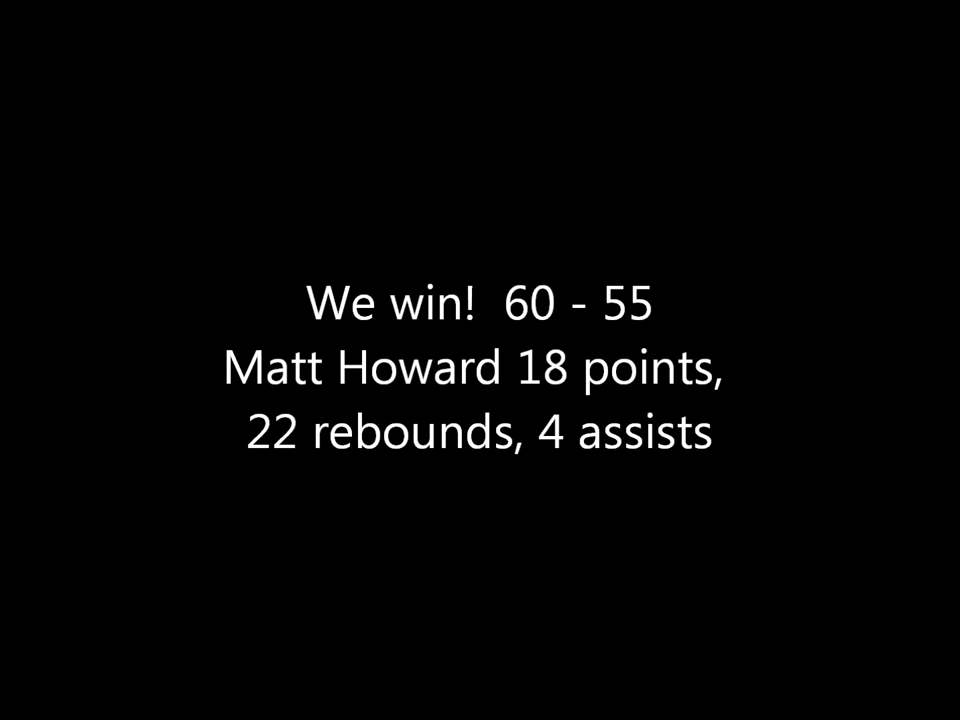 We win!  60 - 55
Matt Howard 18 points,
22 rebounds, 4 assists